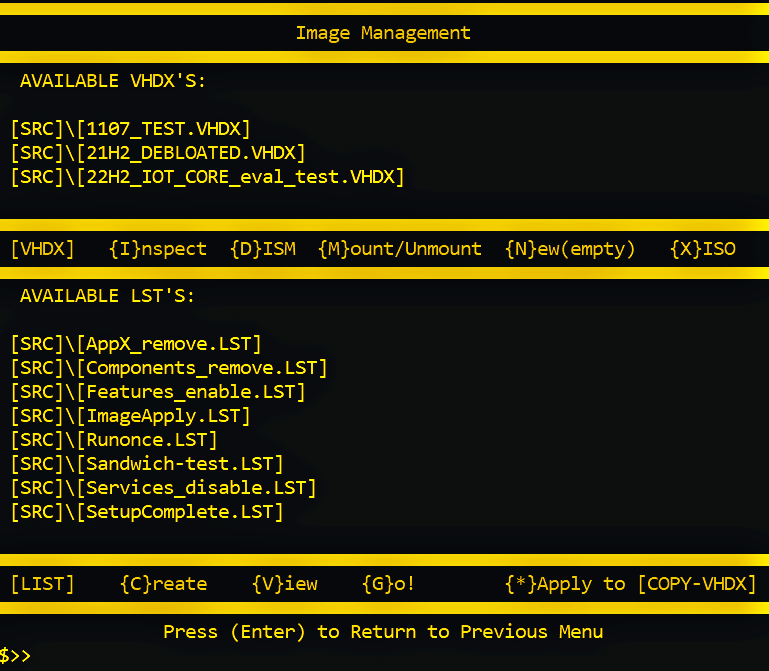 Image Management
AVAILABLE VHDX'S:
[SRC]\[1107_TEST.VHDX]
[SRC]\[21H2_DEBLOATED.VHDX]
[SRC]\[22H2_IOT_CORE_eval_test.VHDX]
[VHDX] {I}nspect {D}ISM {M}ount/Unmount {N}ew(empty) {X}ISO
AVAILABLE LST'S:
[SRC]\[AppX_remove.LST]
[SRC]\[Components_remove.LST]
[SRC]\[Features_enable.LST]
[SRC]\[ImageApply.LST]
[SRC]\[Runonce.LST]
[SRC]\[Sandwich-test.LST]
[SRC]\[Services_disable.LST]
[SRC]\[SetupComplete.LST]
[LIST] {C}reate {V}iew {G}o! {*}Apply to [COPY-VHDX]
Press (Enter) to Return to Previous Menu
$>>